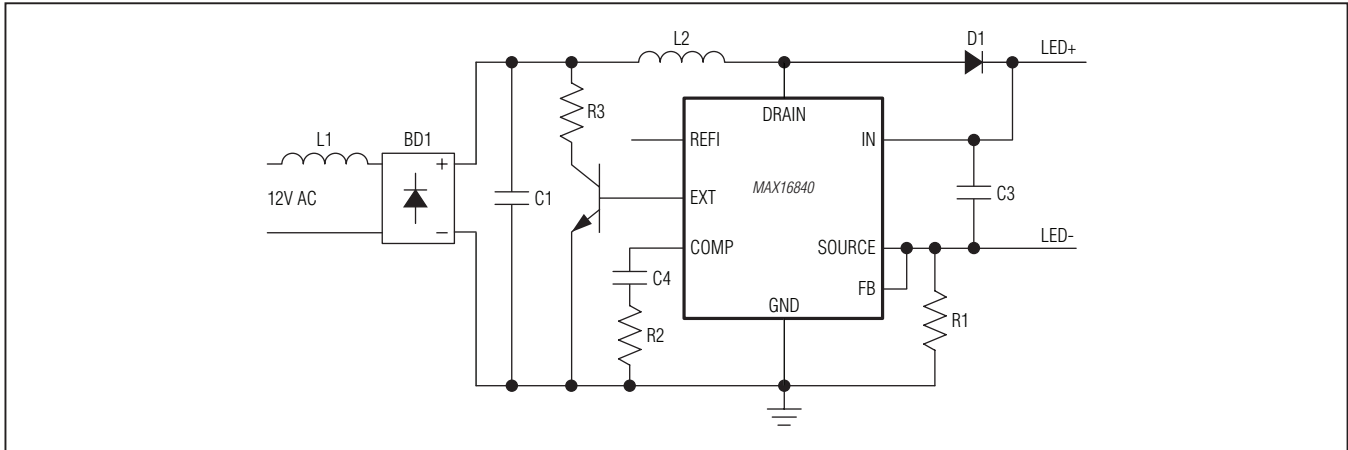 L2
D1
LED+
R3
DRAIN
L1
BD1
REFI
IN
+
12V AC
C1
EXT
MAX16840
C3
−
COMP
SOURCE
LED-
C4
FB
R2
GND
R1